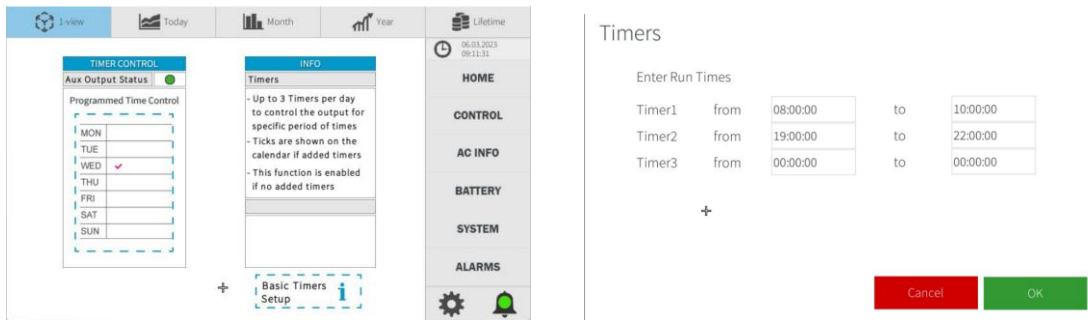 1-view
Today
Month
Year
Lifetime
06.03.2023
09:11:31
TIMER CONTROL
Aux Output Status
Programmed Time Control
MON
TUE
WED
THU
FRI
SAT
SUN
INFO
Timers
- Up to 3 Timers per day
to control the output for
specific period of times
- Ticks are shown on the
calendar if added timers
- This function is enabled
if no added timers
Basic Timers
Setup
HOME
CONTROL
AC INFO
BATTERY
SYSTEM
ALARMS
Timers
Enter Run Times
Timer1 from 08:00:00 to 10:00:00
Timer2 from 19:00:00 to 22:00:00
Timer3 from 00:00:00 to 00:00:00
Cancel
OK